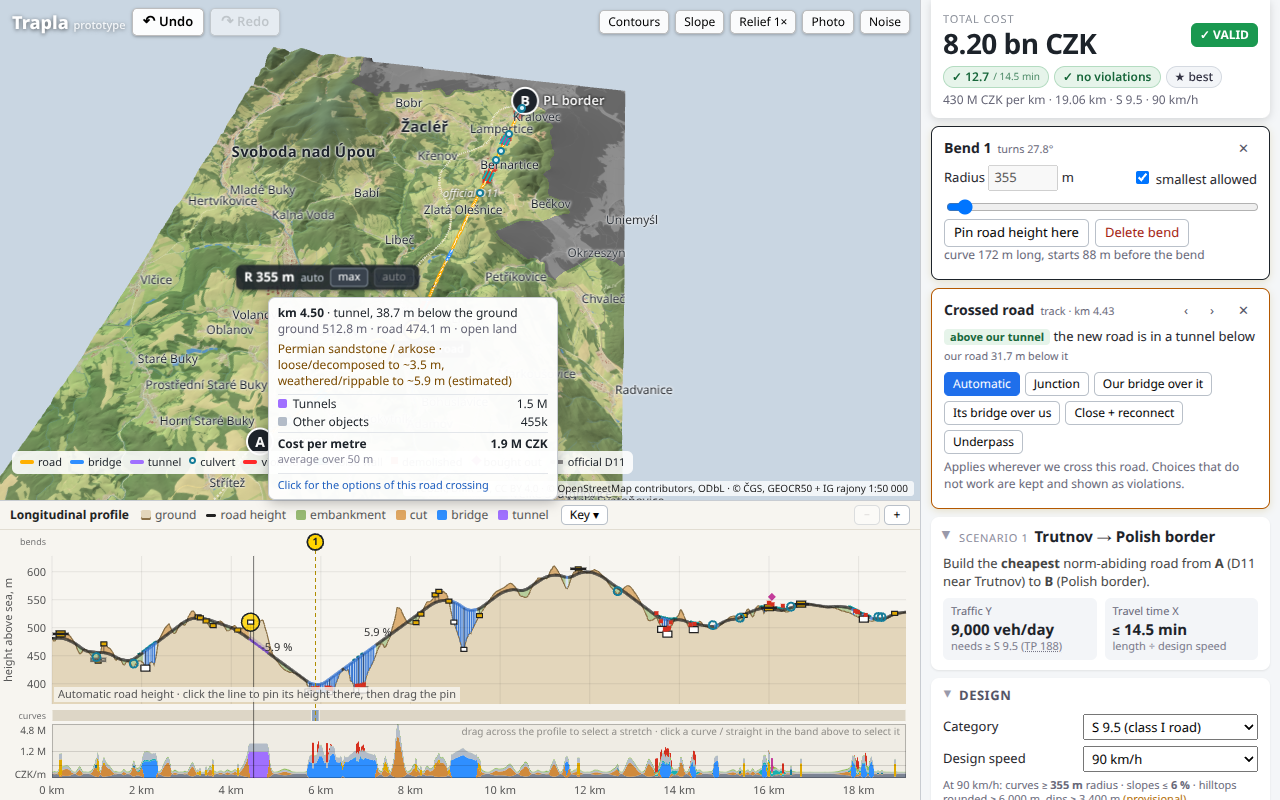 Trapla prototype ↶ Undo ↷ Redo
Contours Slope Relief 1× Photo Noise
B PL border
Bobr
Královec
Žacléř
Lampertice
Svoboda nad Úpou
Křenov
Bernartice
Mladé Buky
Babí
Hertvíkovice
Bečkov
Kalná Voda
Zlatá Olešnice
Uniemyśl
Libeč
Okrzeszyn
Vlčice
Petříkovice
R 355 m auto max auto
Chvaleč
Oblanov
Staré Buky
Prostřední Staré Buky
Radvanice
Horní Staré Buky
A
Střítež
km 4.50 · tunnel, 38.7 m below the ground
ground 512.8 m · road 474.1 m · open land
Permian sandstone / arkose ·
loose/decomposed to ~3.5 m,
weathered/rippable to ~5.9 m (estimated)
Tunnels 1.5 M
Other objects 455k
Cost per metre 1.9 M CZK
average over 50 m
Click for the options of this road crossing
road bridge tunnel culvert official D11
OpenStreetMap contributors, ODbL · © ČGS, GEOCR50 + IG rajony 1:50 000
Longitudinal profile ground road height embankment cut bridge tunnel Key ▾ − +
bends 1
height above sea, m
600
550
500
450
400
5.9 %
5.9 %
Automatic road height · click the line to pin its height there, then drag the pin
curves
drag across the profile to select a stretch · click a curve / straight in the band above to select it
4.8 M
1.2 M
CZK/m
0 km 2 km 4 km 6 km 8 km 10 km 12 km 14 km 16 km 18 km
TOTAL COST
8.20 bn CZK
✓ VALID
✓ 12.7 / 14.5 min ✓ no violations ★ best
430 M CZK per km · 19.06 km · S 9.5 · 90 km/h
Bend 1 turns 27.8° ✕
Radius 355 m smallest allowed
Pin road height here Delete bend
curve 172 m long, starts 88 m before the bend
Crossed road track · km 4.43 ‹ › ✕
above our tunnel the new road is in a tunnel below
our road 31.7 m below it
Automatic Junction Our bridge over it
Its bridge over us Close + reconnect
Underpass
Applies wherever we cross this road. Choices that do
not work are kept and shown as violations.
SCENARIO 1 Trutnov → Polish border
Build the cheapest norm-abiding road from A (D11
near Trutnov) to B (Polish border).
Traffic Y
9,000 veh/day
needs ≥ S 9.5 (TP 188)
Travel time X
≤ 14.5 min
length ÷ design speed
DESIGN
Category S 9.5 (class I road)
Design speed 90 km/h
At 90 km/h: curves ≥ 355 m radius · slopes ≤ 6 % · hilltops
rounded ≥ 6 000 m, dips ≥ 3 400 m (provisional)